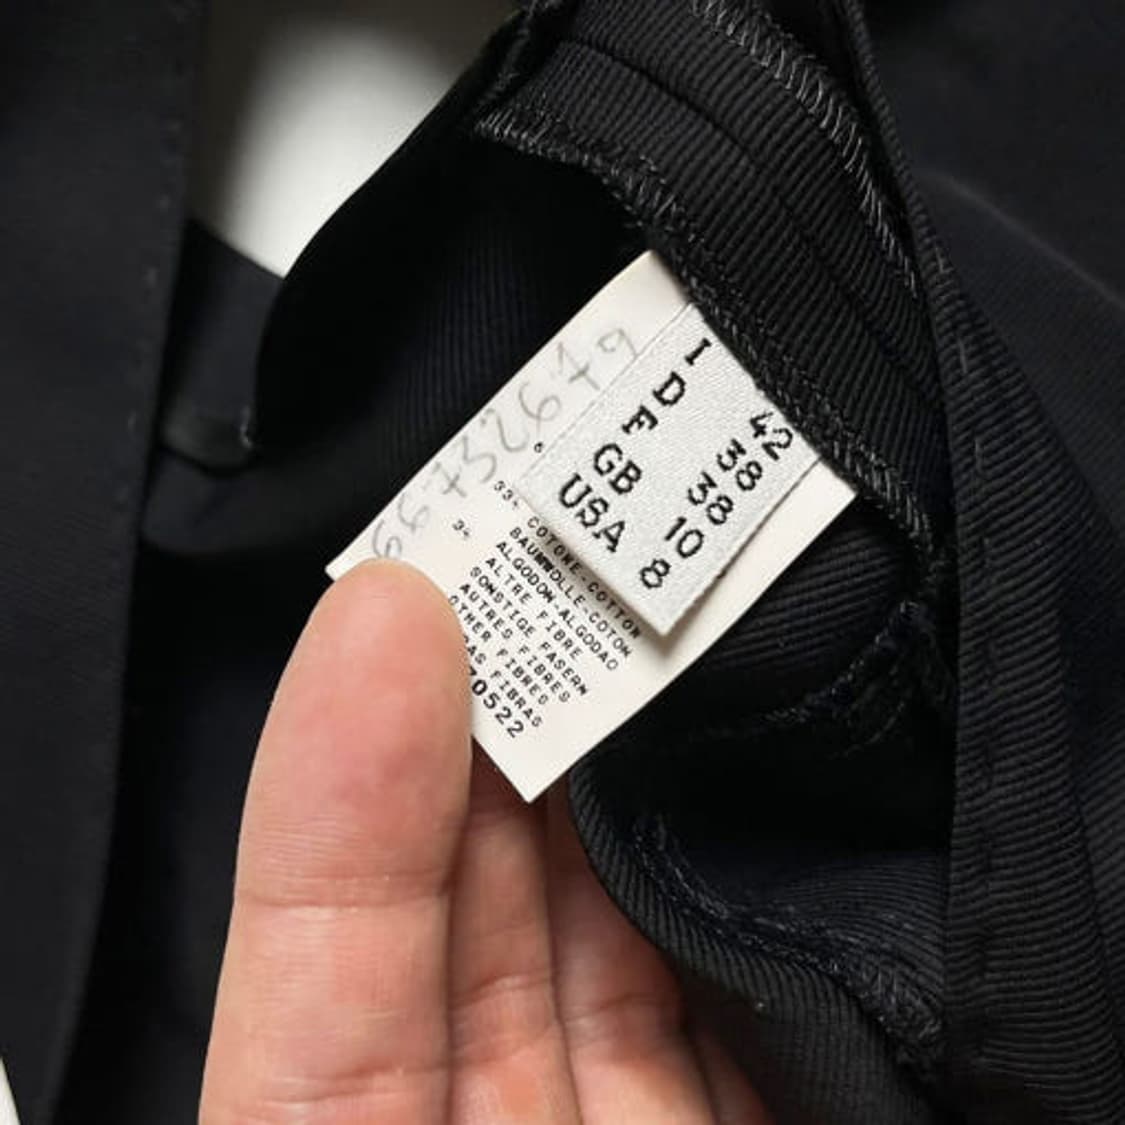 I 42
D 38
F 38
GB 10
USA 8
COTONE-COTTON
BAUMWOLLE-COTON
ALGODON-ALGODAO
ALTRE FIBRE
SONSTIGE FASERN
AUTRES FIBRES
OTHER FIBRES
FIBRAS
70522